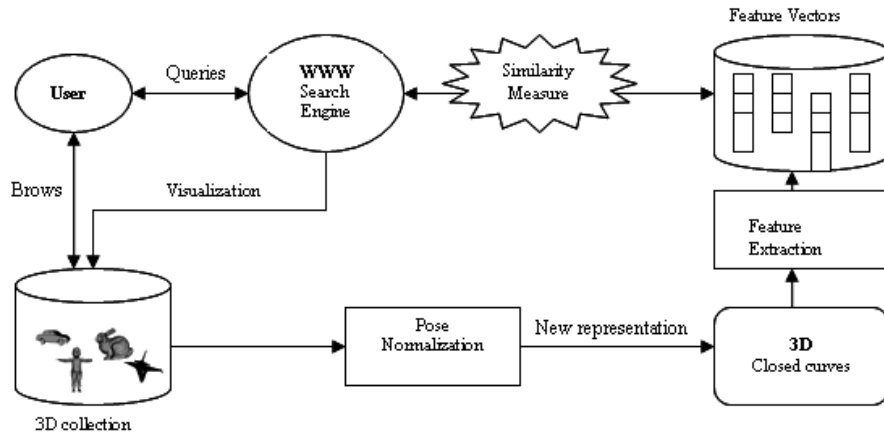 Feature Vectors
User
Queries
WWW
Search
Engine
Similarity
Measure
Brows
Visualization
Feature
Extraction
Pose
Normalization
New representation
3D
Closed curves
3D collection